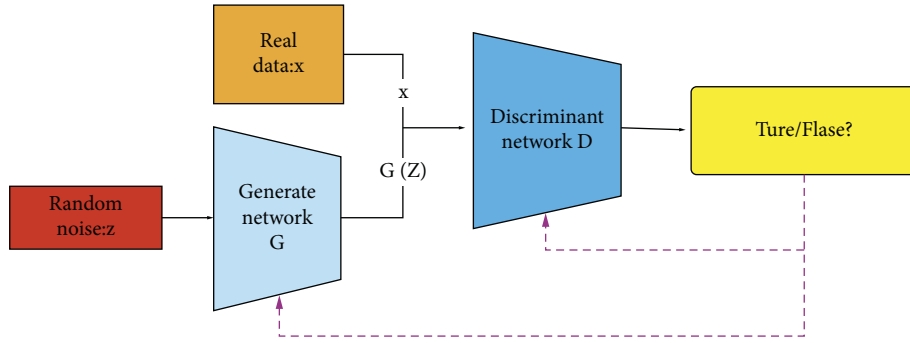 Real
data:x
x
Discriminant
network D
Ture/Flase?
G (Z)
Generate
network
G
Random
noise:z